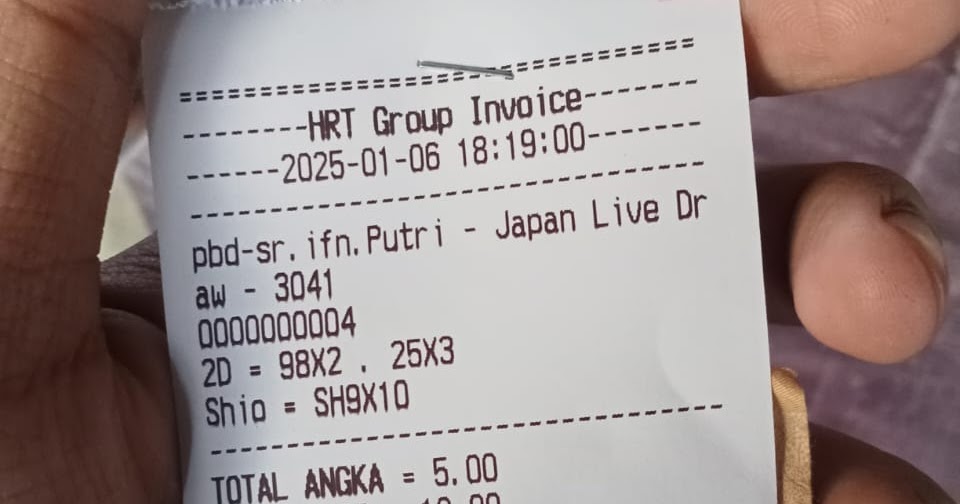 ==========================================
--------HRT Group Invoice-------
------2025-01-06 18:19:00-------
----------------------------------
pbd-sr.ifn.Putri - Japan Live Dr
aw - 3041
0000000004
2D = 98X2 . 25X3
Shio = SH9X10
----------------------------------
TOTAL ANGKA = 5.00